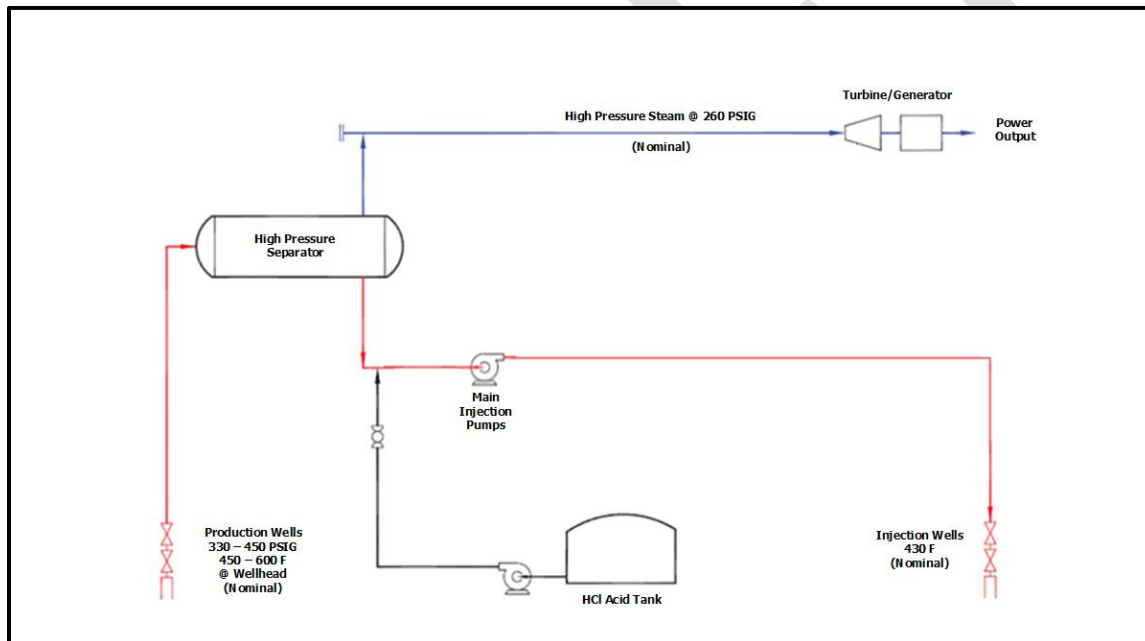 Turbine/Generator
High Pressure Steam @ 260 PSIG
(Nominal)
Power
Output
High Pressure
Separator
Main
Injection
Pumps
Production Wells
330 – 450 PSIG
450 – 600 F
@ Wellhead
(Nominal)
HCl Acid Tank
Injection Wells
430 F
(Nominal)